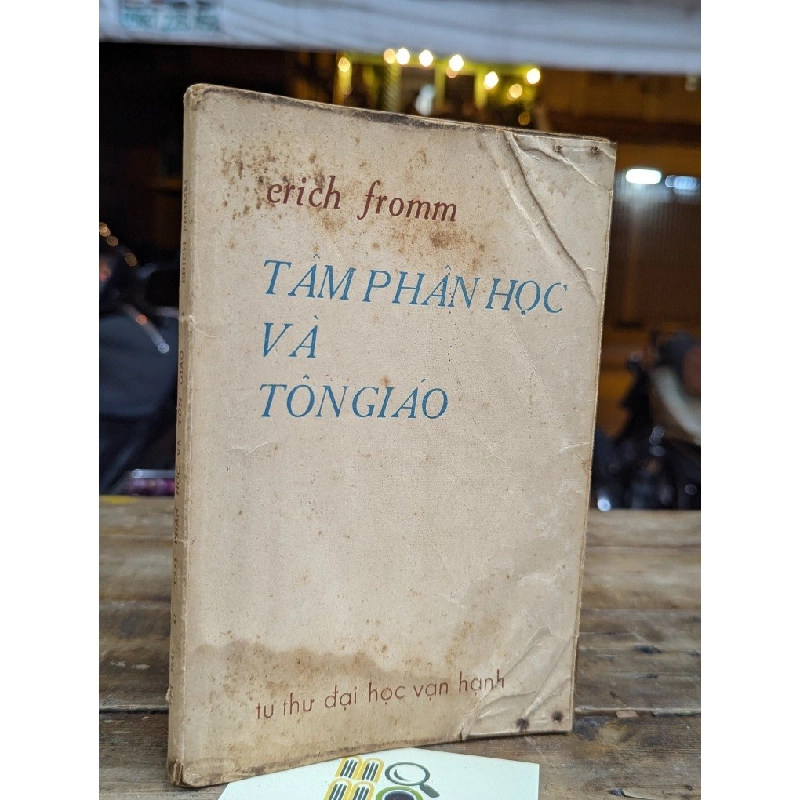 erich fromm
TÂM PHÂN HỌC
VÀ
TÔN GIÁO
tu thư đại học vạn hạnh